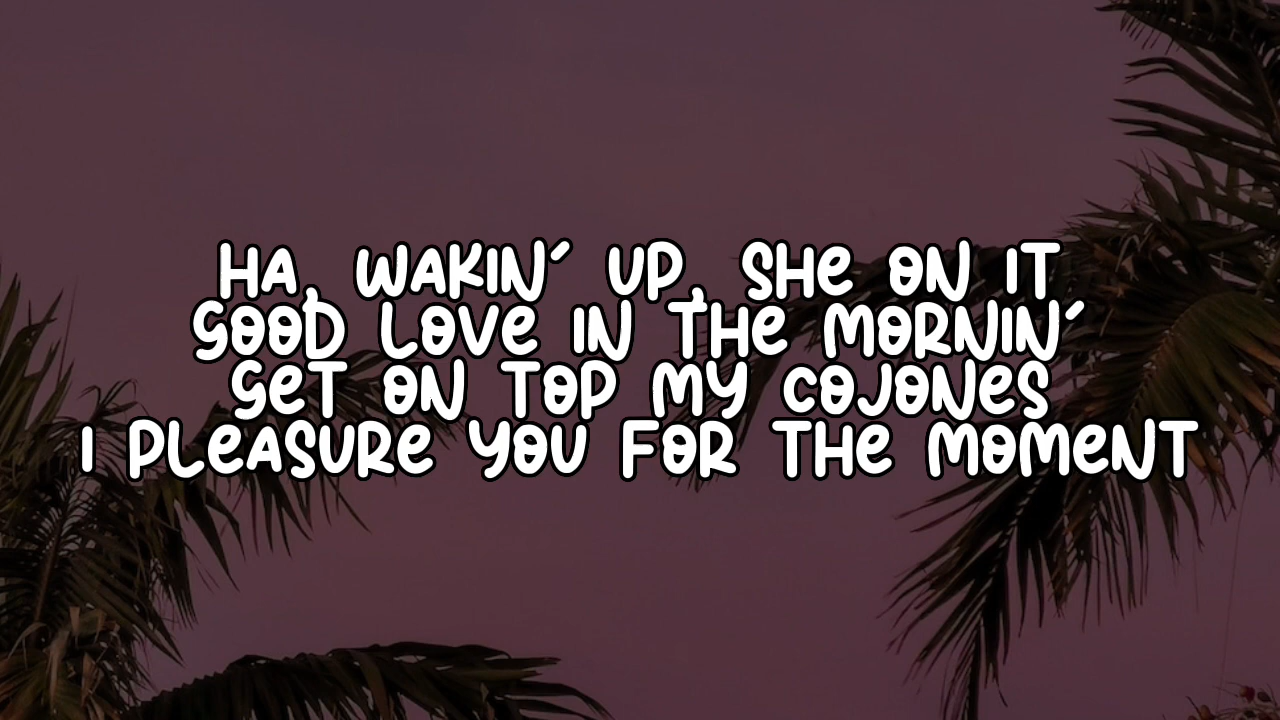 HA, WAKIN' UP, SHE ON IT
GOOD LOVE IN THE MORNIN'
GET ON TOP MY COJONES
I PLEASURE YOU FOR THE MOMENT